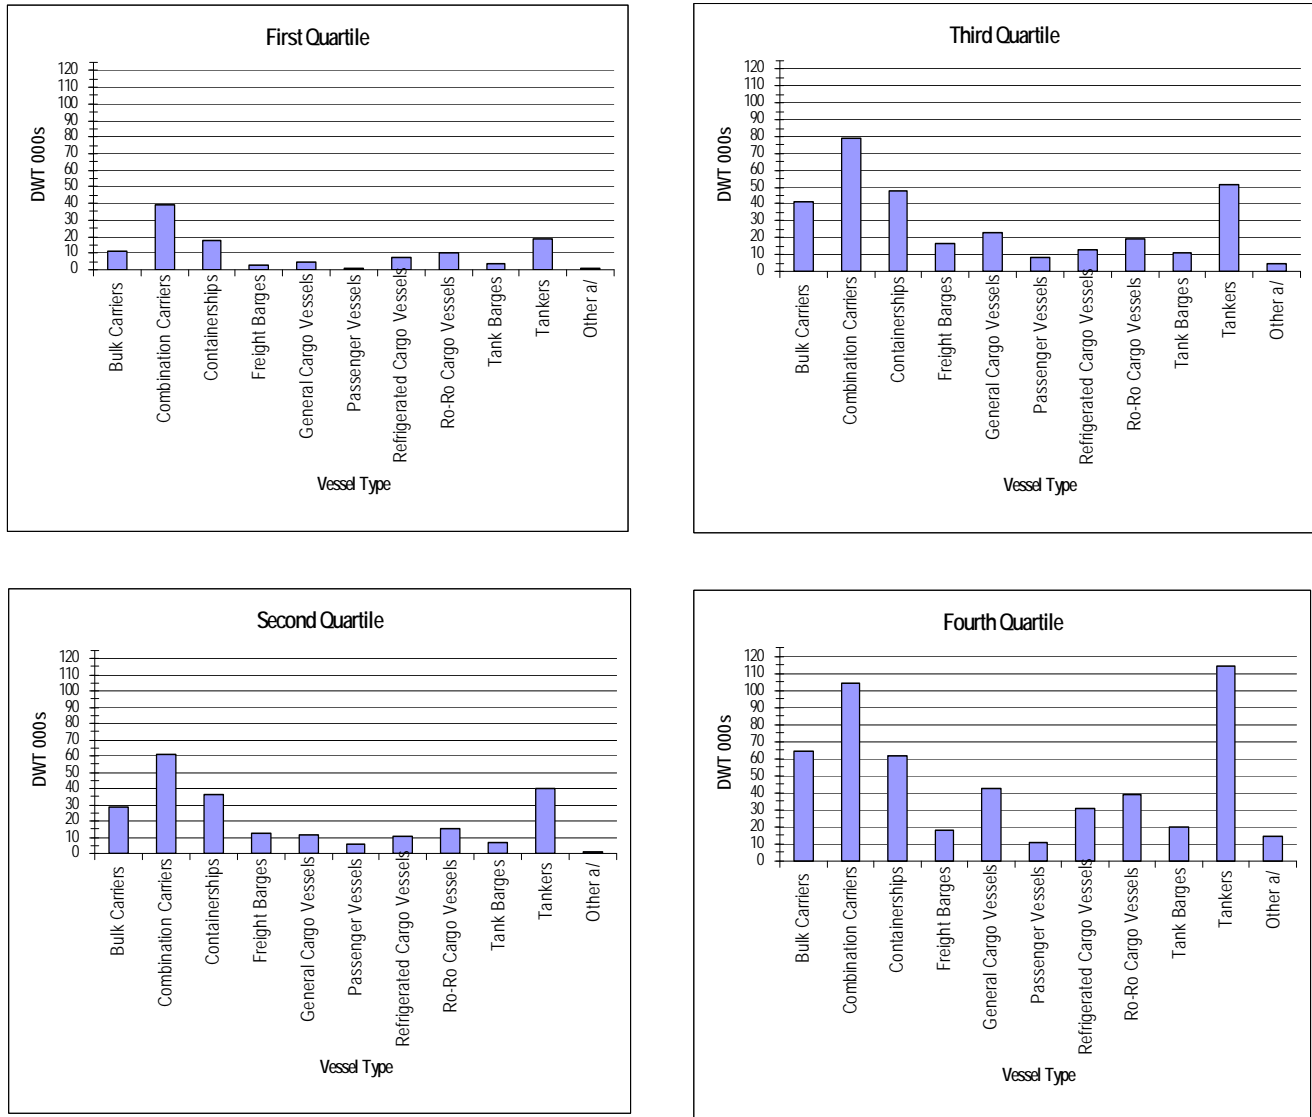 First Quartile
120
110
100
90
80
70
60
50
40
30
20
10
0
DWT 000s
Bulk Carriers
Combination Carriers
Containerships
Freight Barges
General Cargo Vessels
Passenger Vessels
Refrigerated Cargo Vessels
Ro-Ro Cargo Vessels
Tank Barges
Tankers
Other a/
Vessel Type
Third Quartile
120
110
100
90
80
70
60
50
40
30
20
10
0
DWT 000s
Bulk Carriers
Combination Carriers
Containerships
Freight Barges
General Cargo Vessels
Passenger Vessels
Refrigerated Cargo Vessels
Ro-Ro Cargo Vessels
Tank Barges
Tankers
Other a/
Vessel Type
Second Quartile
120
110
100
90
80
70
60
50
40
30
20
10
0
DWT 000s
Bulk Carriers
Combination Carriers
Containerships
Freight Barges
General Cargo Vessels
Passenger Vessels
Refrigerated Cargo Vessels
Ro-Ro Cargo Vessels
Tank Barges
Tankers
Other a/
Vessel Type
Fourth Quartile
120
110
100
90
80
70
60
50
40
30
20
10
0
DWT 000s
Bulk Carriers
Combination Carriers
Containerships
Freight Barges
General Cargo Vessels
Passenger Vessels
Refrigerated Cargo Vessels
Ro-Ro Cargo Vessels
Tank Barges
Tankers
Other a/
Vessel Type